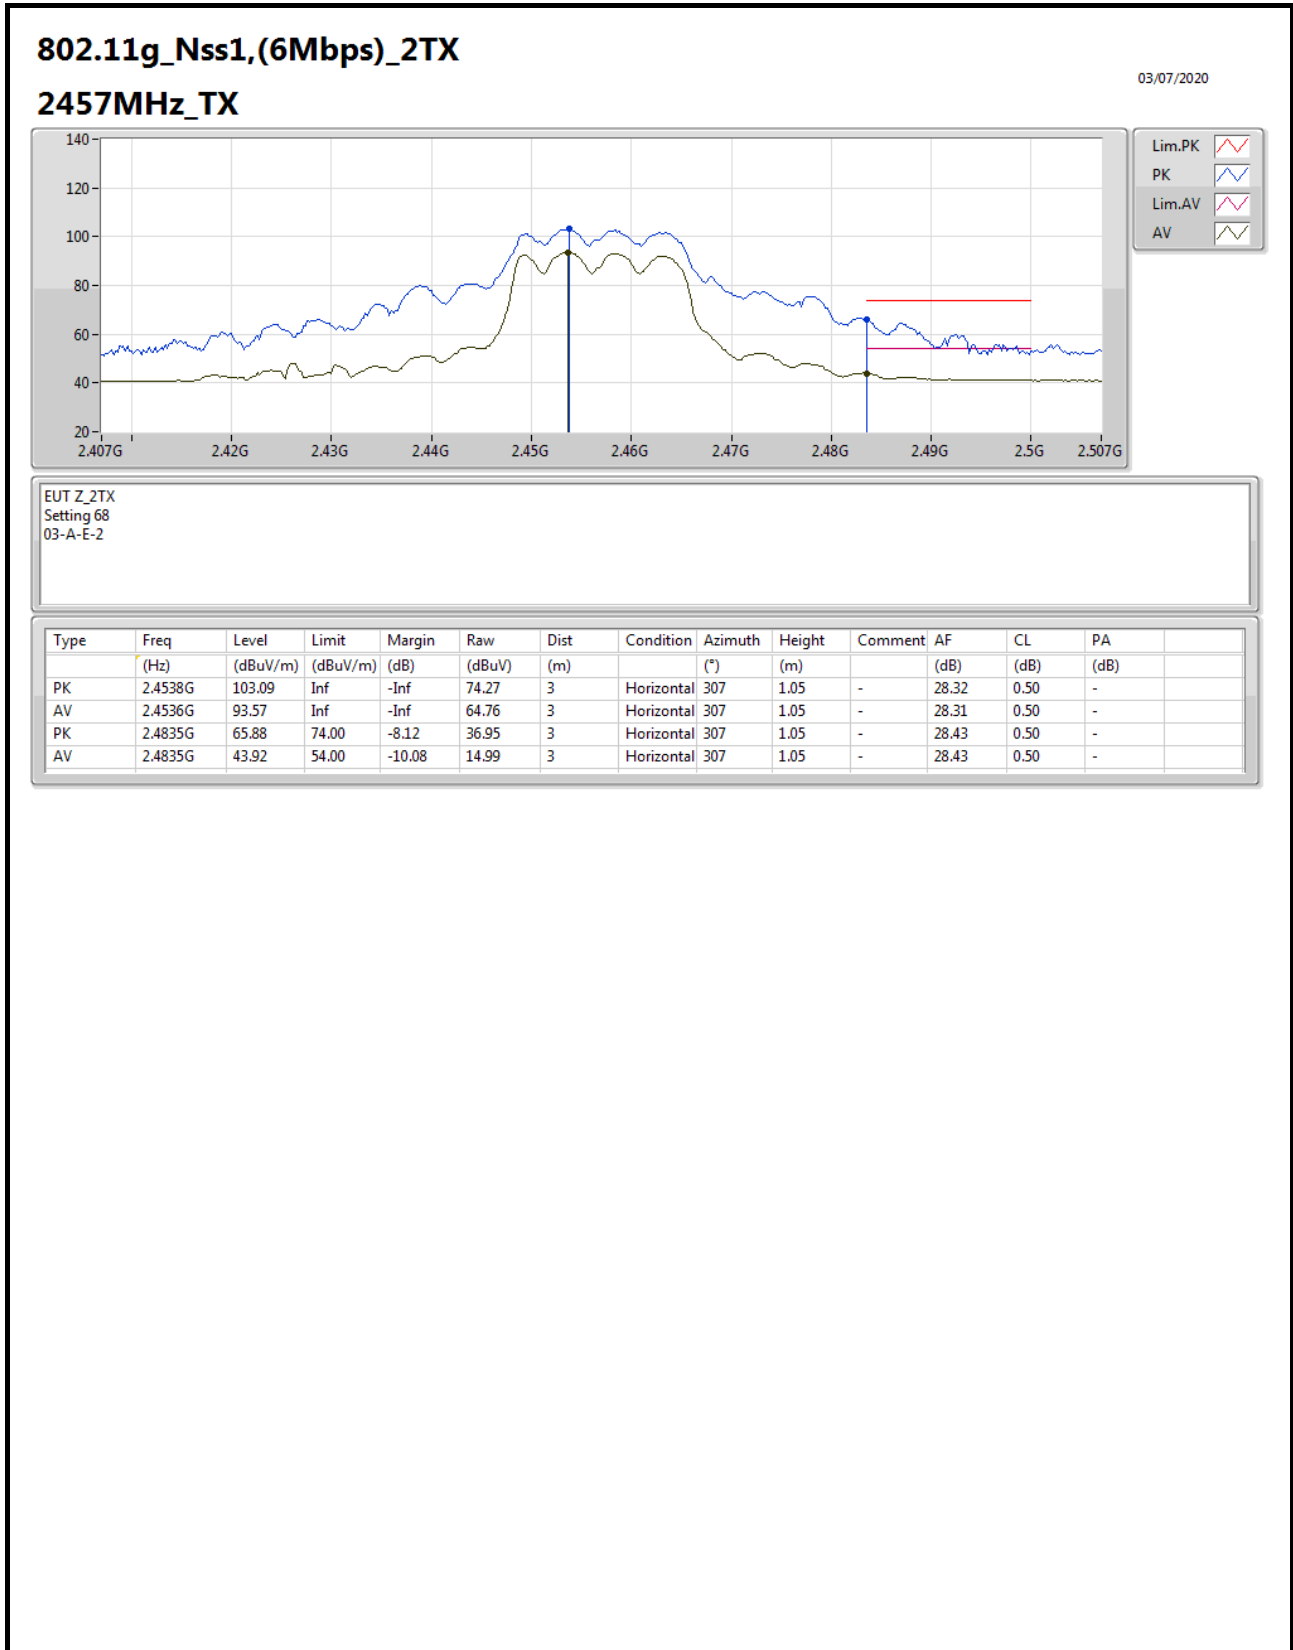 802.11g_Nss1,(6Mbps)_2TX
03/07/2020
2457MHz_TX
140
120
100
80
60
40
20
2.407G 2.42G 2.43G 2.44G 2.45G 2.46G 2.47G 2.48G 2.49G 2.5G 2.507G
Lim.PK
PK
Lim.AV
AV
EUT Z_2TX
Setting 68
03-A-E-2
Type Freq Level Limit Margin Raw Dist Condition Azimuth Height Comment AF CL PA
(Hz) (dBuV/m) (dBuV/m) (dB) (dBuV) (m) (°) (m) (dB) (dB) (dB)
PK 2.4538G 103.09 Inf -Inf 74.27 3 Horizontal 307 1.05 - 28.32 0.50 -
AV 2.4536G 93.57 Inf -Inf 64.76 3 Horizontal 307 1.05 - 28.31 0.50 -
PK 2.4835G 65.88 74.00 -8.12 36.95 3 Horizontal 307 1.05 - 28.43 0.50 -
AV 2.4835G 43.92 54.00 -10.08 14.99 3 Horizontal 307 1.05 - 28.43 0.50 -